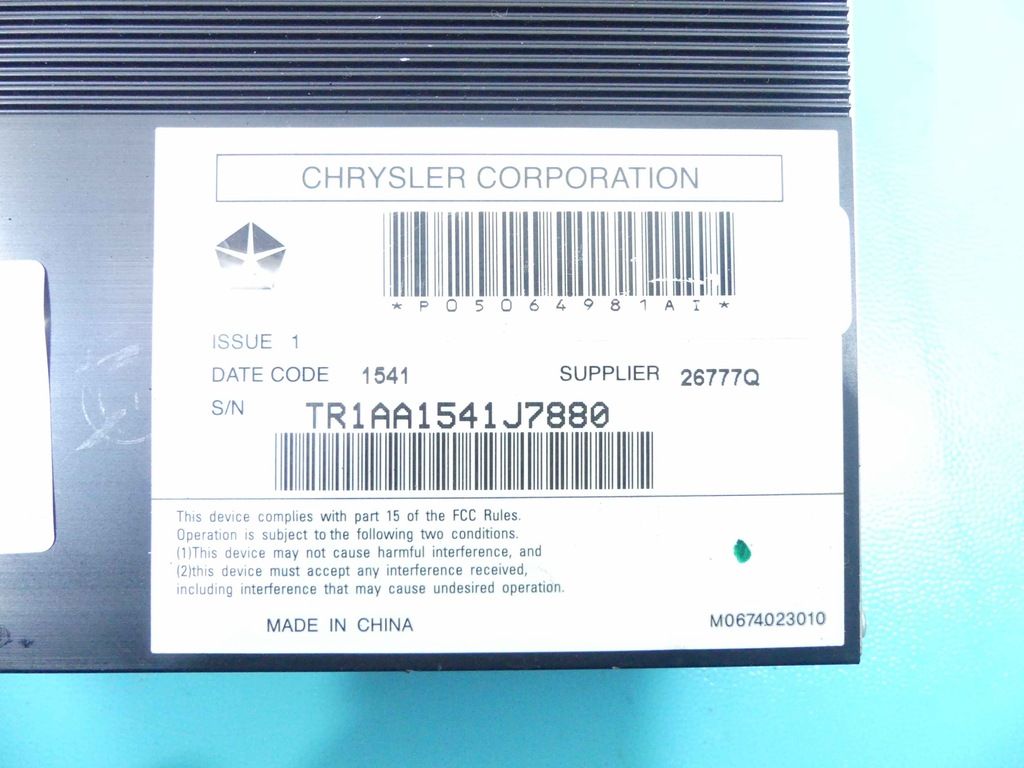 CHRYSLER CORPORATION
*P05064981AI*
ISSUE 1
DATE CODE 1541 SUPPLIER 26777Q
S/N TR1AA1541J7880
This device complies with part 15 of the FCC Rules.
Operation is subject to the following two conditions.
(1)This device may not cause harmful interference, and
(2)this device must accept any interference received,
including interference that may cause undesired operation.
MADE IN CHINA M0674023010